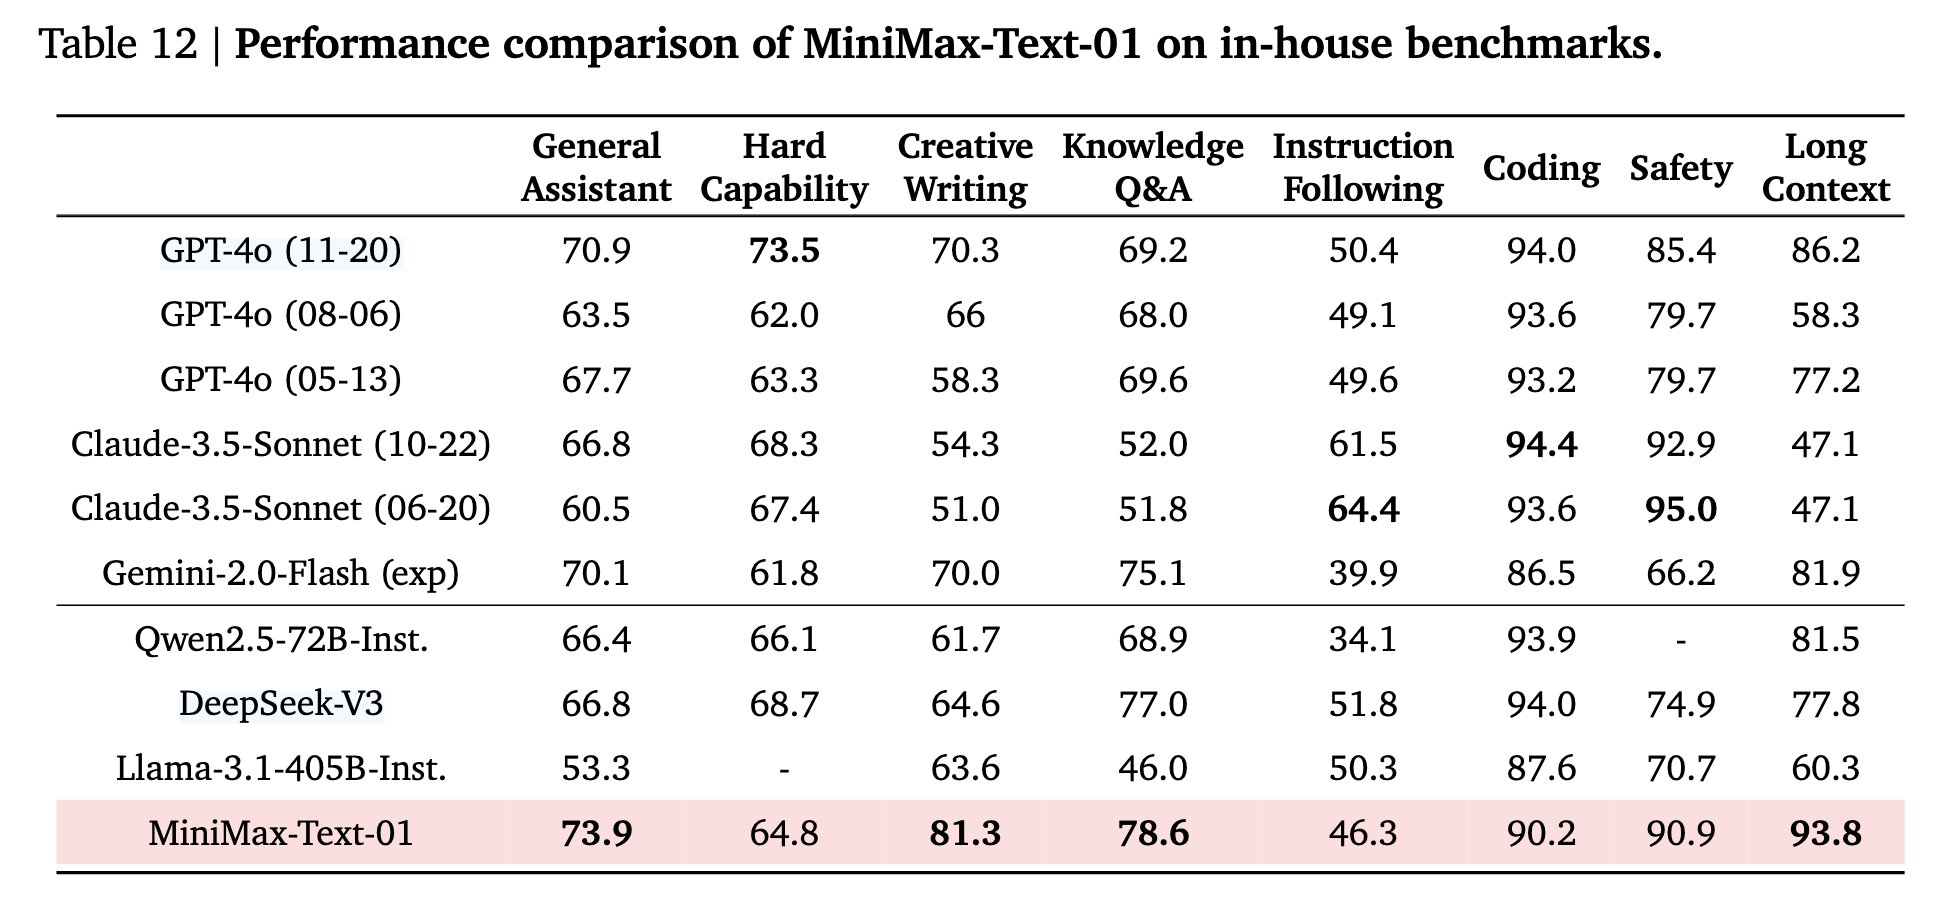 Table 12 | Performance comparison of MiniMax-Text-01 on in-house benchmarks.
General Assistant Hard Capability Creative Writing Knowledge Q&A Instruction Following Coding Safety Long Context
GPT-4o (11-20) 70.9 73.5 70.3 69.2 50.4 94.0 85.4 86.2
GPT-4o (08-06) 63.5 62.0 66 68.0 49.1 93.6 79.7 58.3
GPT-4o (05-13) 67.7 63.3 58.3 69.6 49.6 93.2 79.7 77.2
Claude-3.5-Sonnet (10-22) 66.8 68.3 54.3 52.0 61.5 94.4 92.9 47.1
Claude-3.5-Sonnet (06-20) 60.5 67.4 51.0 51.8 64.4 93.6 95.0 47.1
Gemini-2.0-Flash (exp) 70.1 61.8 70.0 75.1 39.9 86.5 66.2 81.9
Qwen2.5-72B-Inst. 66.4 66.1 61.7 68.9 34.1 93.9 - 81.5
DeepSeek-V3 66.8 68.7 64.6 77.0 51.8 94.0 74.9 77.8
Llama-3.1-405B-Inst. 53.3 - 63.6 46.0 50.3 87.6 70.7 60.3
MiniMax-Text-01 73.9 64.8 81.3 78.6 46.3 90.2 90.9 93.8